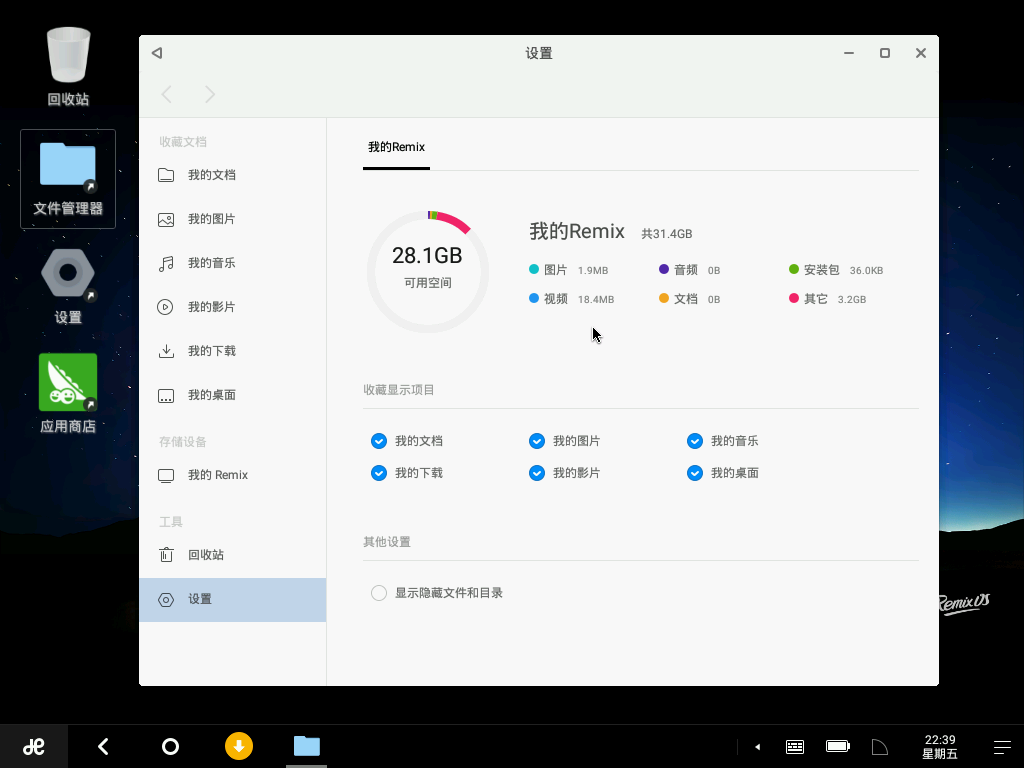 回收站
文件管理器
设置
应用商店
设置
收藏文档
我的文档
我的图片
我的音乐
我的影片
我的下载
我的桌面
存储设备
我的 Remix
工具
回收站
设置
我的Remix
28.1GB
可用空间
我的Remix 共31.4GB
图片 1.9MB 音频 0B 安装包 36.0KB
视频 18.4MB 文档 0B 其它 3.2GB
收藏显示项目
我的文档 我的图片 我的音乐
我的下载 我的影片 我的桌面
其他设置
显示隐藏文件和目录
Remix OS
22:39
星期五